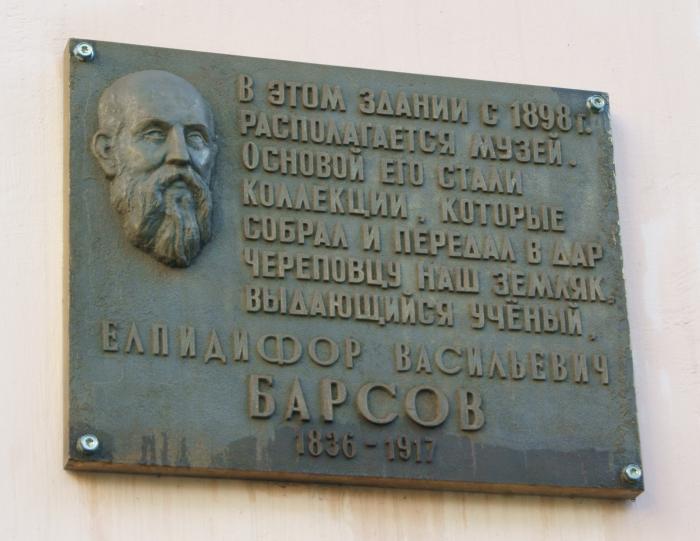 В ЭТОМ ЗДАНИИ С 1898 г.
РАСПОЛАГАЕТСЯ МУЗЕЙ.
ОСНОВОЙ ЕГО СТАЛИ
КОЛЛЕКЦИИ, КОТОРЫЕ
СОБРАЛ И ПЕРЕДАЛ В ДАР
ЧЕРЕПОВЦУ НАШ ЗЕМЛЯК,
ВЫДАЮЩИЙСЯ УЧЁНЫЙ,
ЕЛПИДИФОР ВАСИЛЬЕВИЧ
БАРСОВ
1836 - 1917